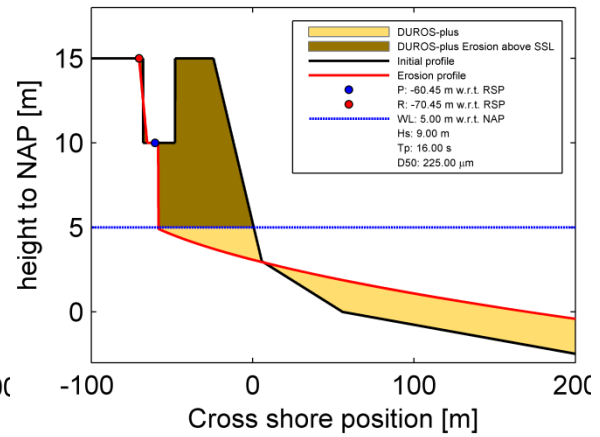 DUROS-plus
DUROS-plus Erosion above SSL
Initial profile
Erosion profile
P: -60.45 m w.r.t. RSP
R: -70.45 m w.r.t. RSP
WL: 5.00 m w.r.t. NAP
Hs: 9.00 m
Tp: 16.00 s
D50: 225.00 μm
height to NAP [m]
15
10
5
0
-100
0
100
200
Cross shore position [m]